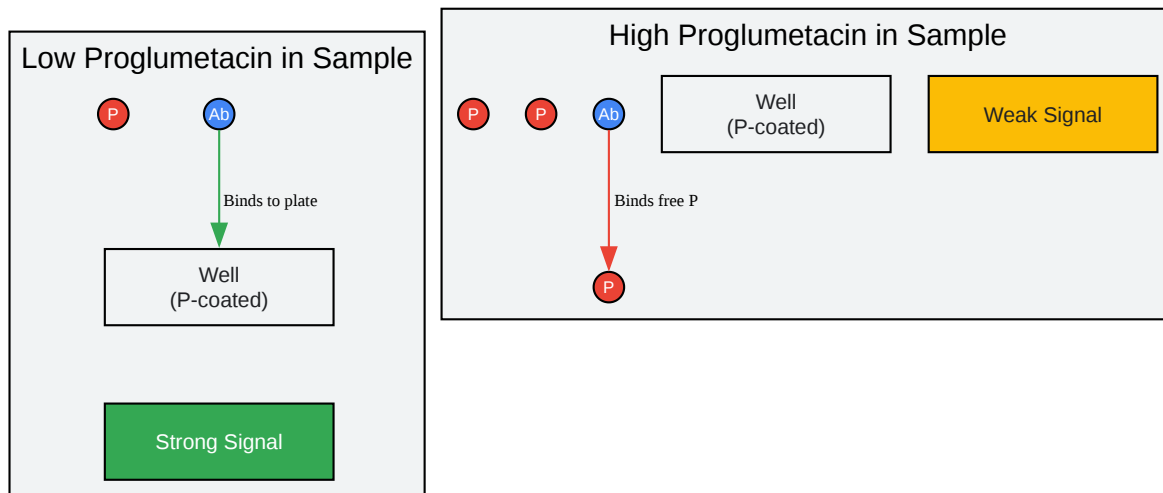 Low Proglumetacin in Sample
P
Ab
Binds to plate
Well
(P-coated)
Strong Signal
High Proglumetacin in Sample
P
P
Ab
Well
(P-coated)
Weak Signal
Binds free P
P